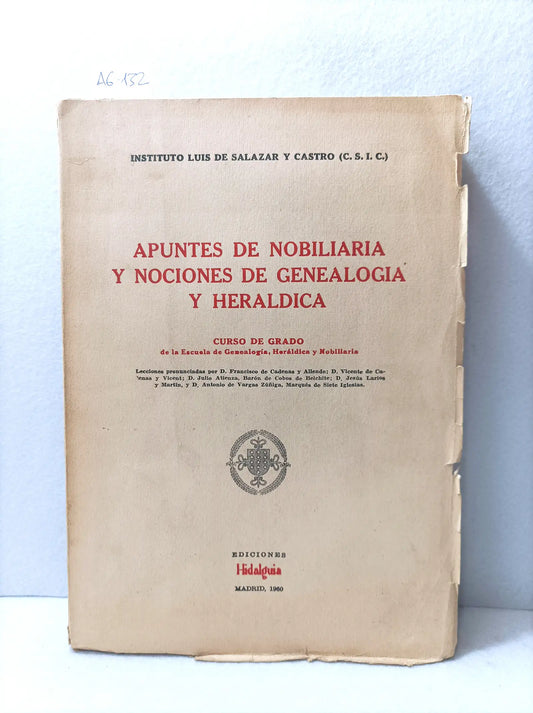 AG 132
INSTITUTO LUIS DE SALAZAR Y CASTRO (C. S. I. C.)
APUNTES DE NOBILIARIA
Y NOCIONES DE GENEALOGIA
Y HERALDICA
CURSO DE GRADO
de la Escuela de Genealogía, Heráldica y Nobiliaria
Lecciones pronunciadas por D. Francisco de Cadenas y Allende; D. Vicente de Ca-
denas y Vicent; D. Julio Atienza, Barón de Cobos de Belchite; D. Jesús Larios
y Martín, y D. Antonio de Vargas Zúñiga, Marqués de Siete Iglesias.
EDICIONES
Hidalguia
MADRID, 1960